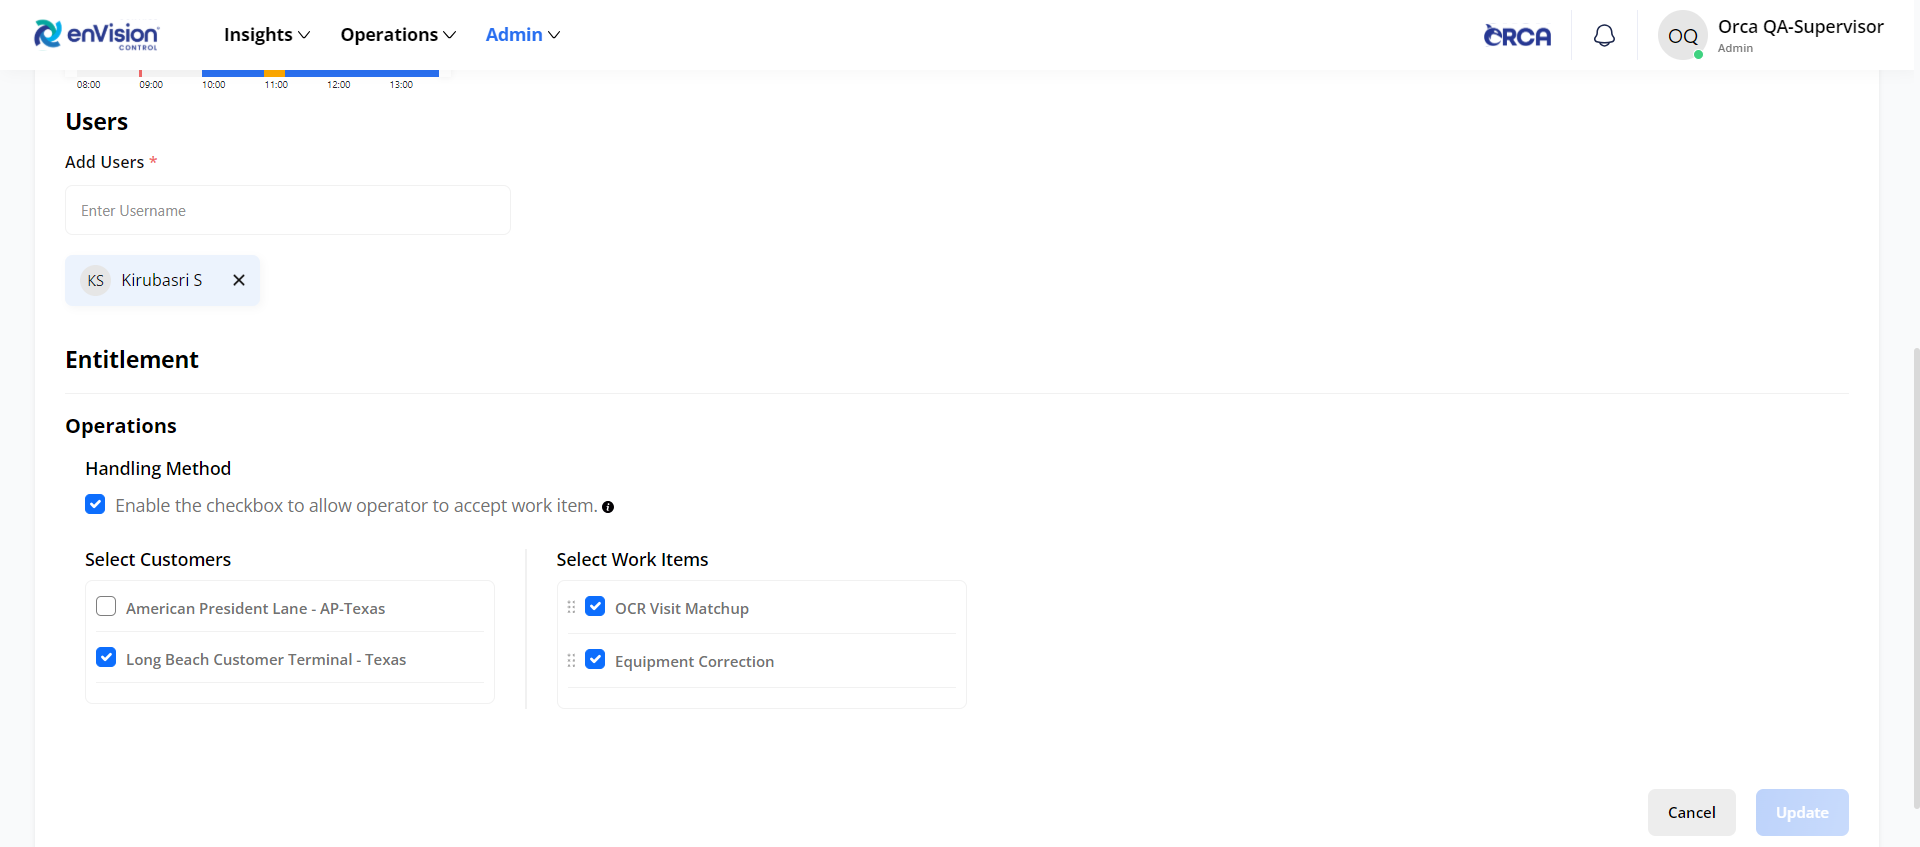 enVision
CONTROL
Insights
Operations
Admin
ORCA
OQ
Orca QA-Supervisor
Admin
08:00 09:00 10:00 11:00 12:00 13:00
Users
Add Users *
Enter Username
KS Kirubasri S
Entitlement
Operations
Handling Method
Enable the checkbox to allow operator to accept work item.
Select Customers
American President Lane - AP-Texas
Long Beach Customer Terminal - Texas
Select Work Items
OCR Visit Matchup
Equipment Correction
Cancel
Update